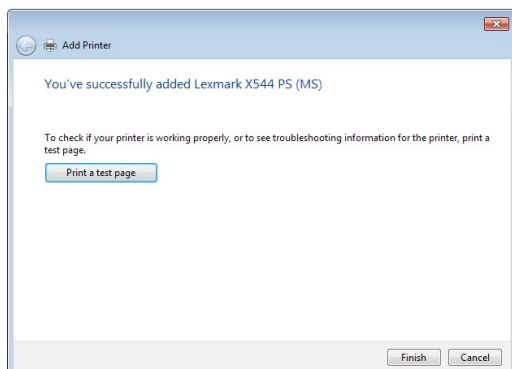 Add Printer
You've successfully added Lexmark X544 PS (MS)
To check if your printer is working properly, or to see troubleshooting information for the printer, print a
test page.
Print a test page
Finish
Cancel